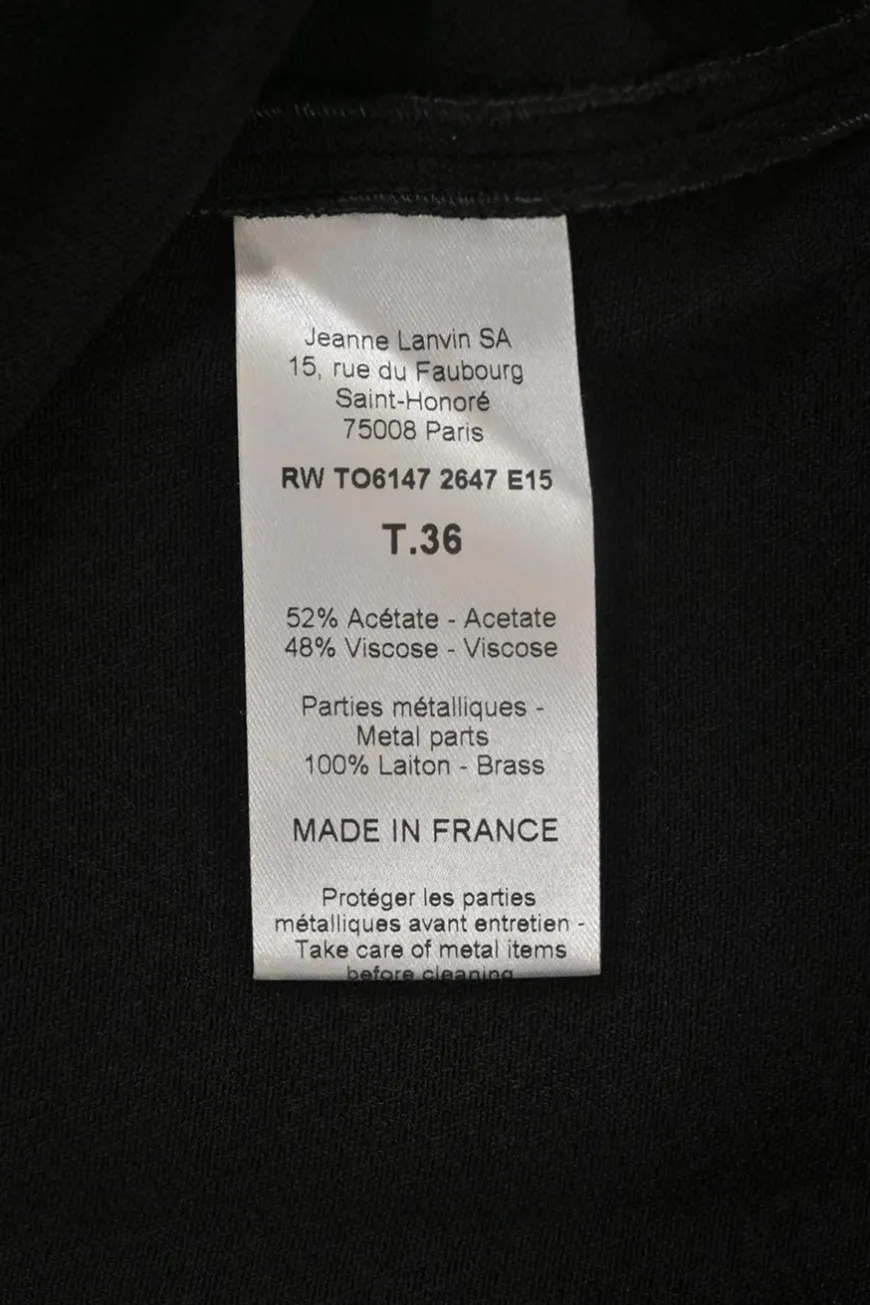 Jeanne Lanvin SA
15, rue du Faubourg
Saint-Honoré
75008 Paris
RW TO6147 2647 E15
T.36
52% Acétate - Acetate
48% Viscose - Viscose
Parties métalliques -
Metal parts
100% Laiton - Brass
MADE IN FRANCE
Protéger les parties
métalliques avant entretien -
Take care of metal items
before cleaning